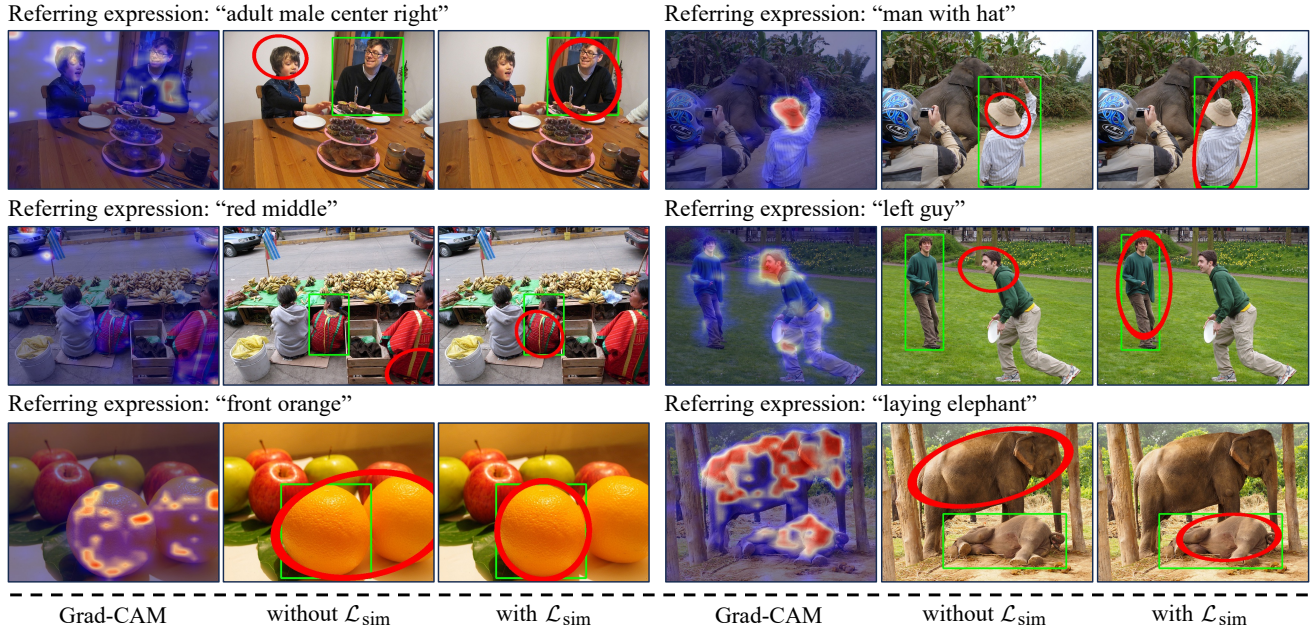 Referring expression: “adult male center right”
Referring expression: “man with hat”
Referring expression: “red middle”
Referring expression: “left guy”
Referring expression: “front orange”
Referring expression: “laying elephant”
Grad-CAM without ℒsim with ℒsim Grad-CAM without ℒsim with ℒsim